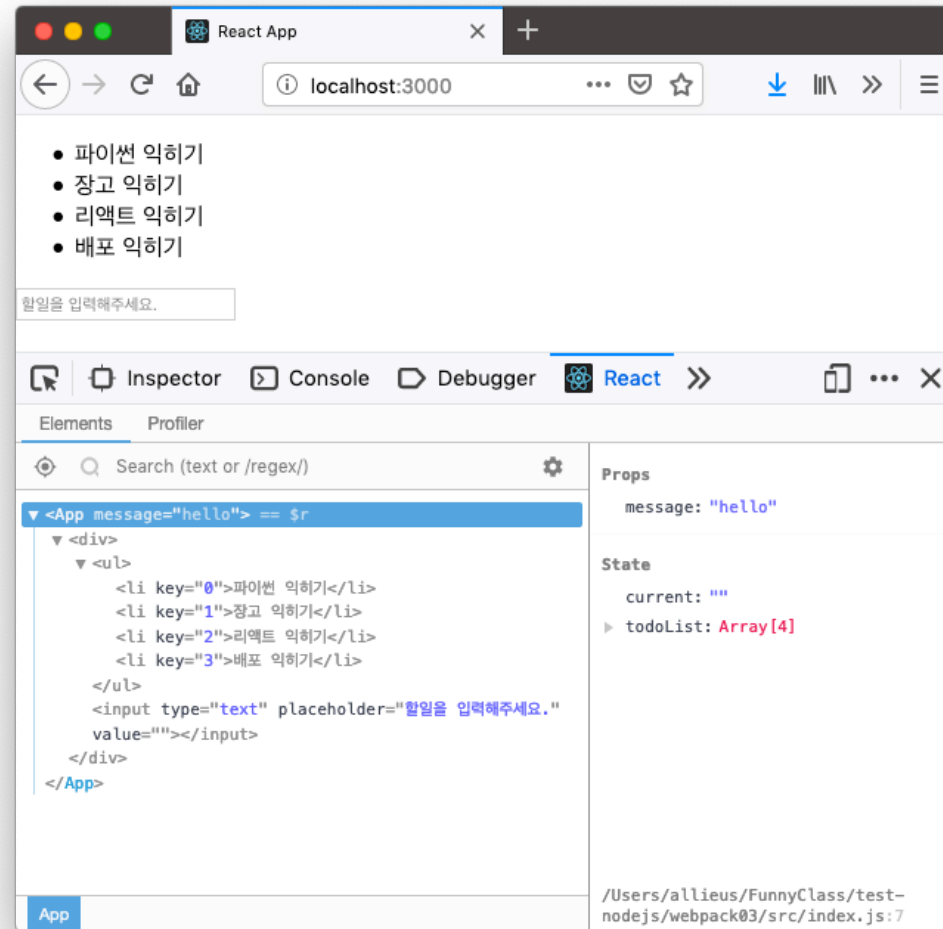 React App
localhost:3000
파이썬 익히기
장고 익히기
리액트 익히기
배포 익히기
할일을 입력해주세요.
Inspector Console Debugger React
Elements Profiler
Search (text or /regex/)
<App message="hello"> == $r
<div>
<ul>
<li key="0">파이썬 익히기</li>
<li key="1">장고 익히기</li>
<li key="2">리액트 익히기</li>
<li key="3">배포 익히기</li>
</ul>
<input type="text" placeholder="할일을 입력해주세요."
value=""></input>
</div>
</App>
App
Props
message: "hello"
State
current: ""
todoList: Array[4]
/Users/allieus/FunnyClass/test-
nodejs/webpack03/src/index.js:7